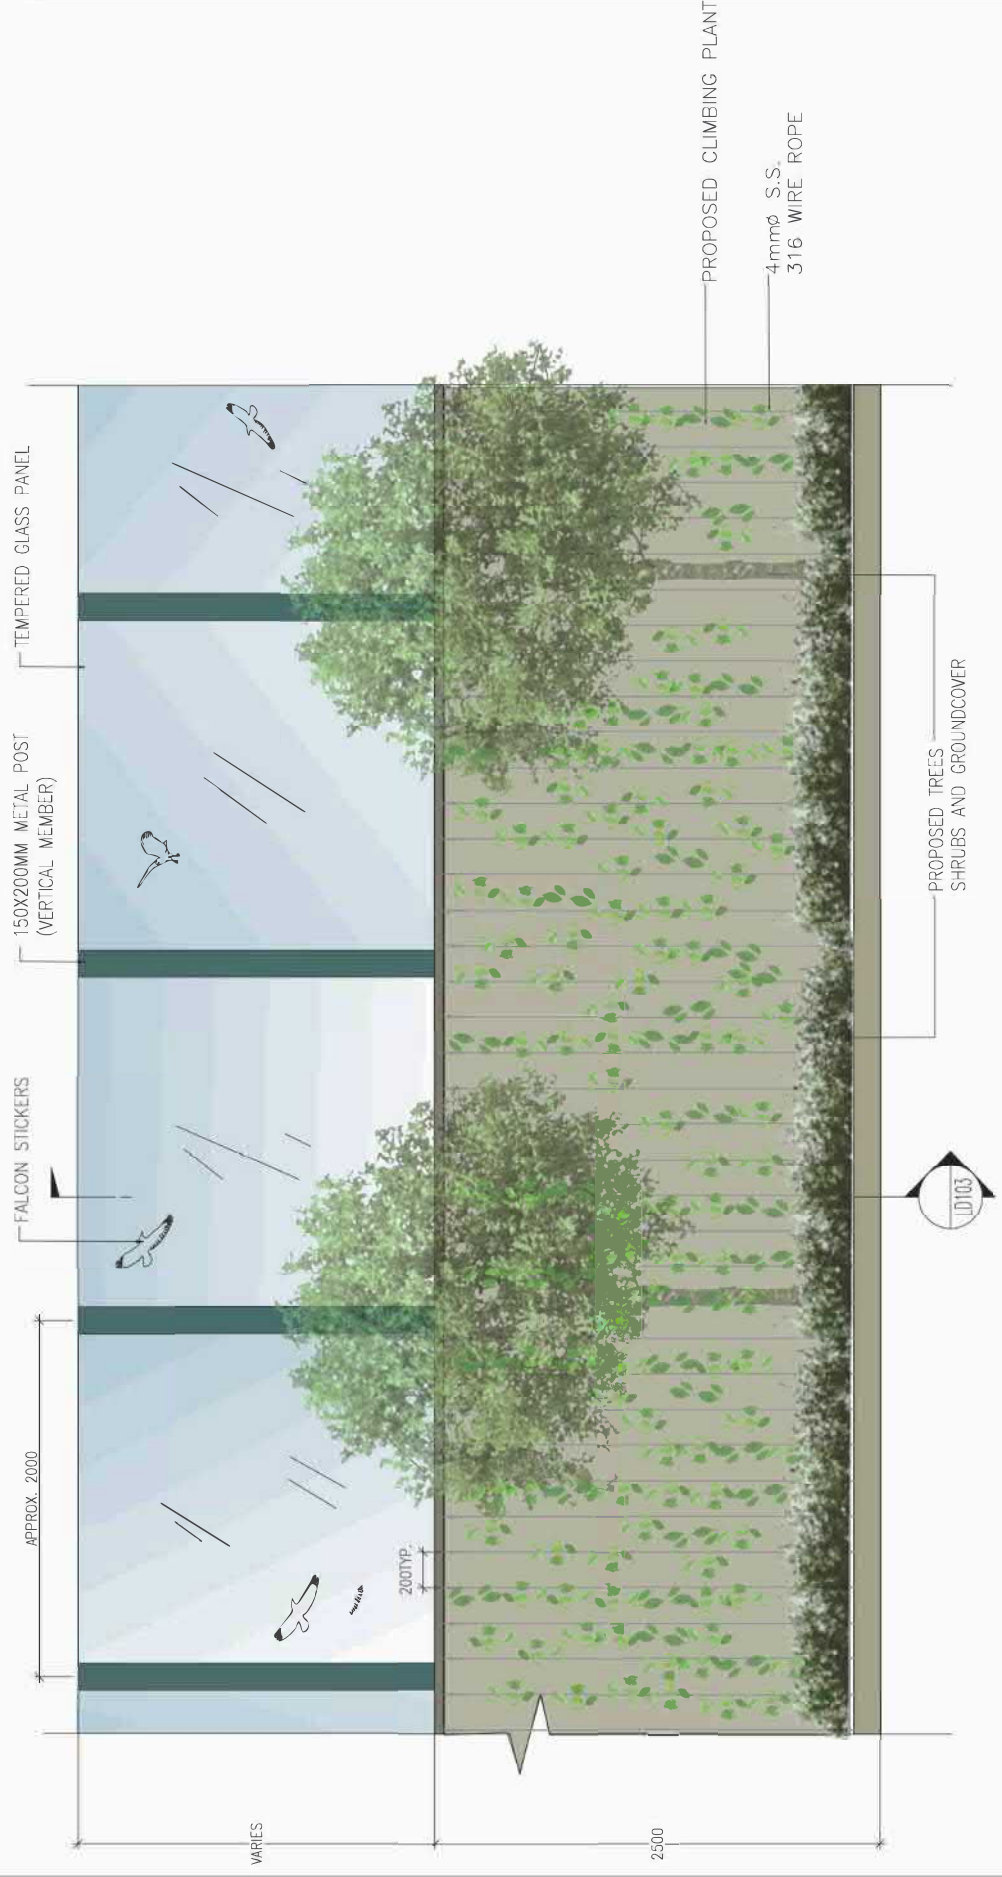 FALCON STICKERS
150X200MM METAL POST
(VERTICAL MEMBER)
TEMPERED GLASS PANEL
APPROX. 2000
VARIES
200TYP.
2500
PROPOSED CLIMBING PLANT
4mmØ S.S.
316 WIRE ROPE
LD103
PROPOSED TREES
SHRUBS AND GROUNDCOVER